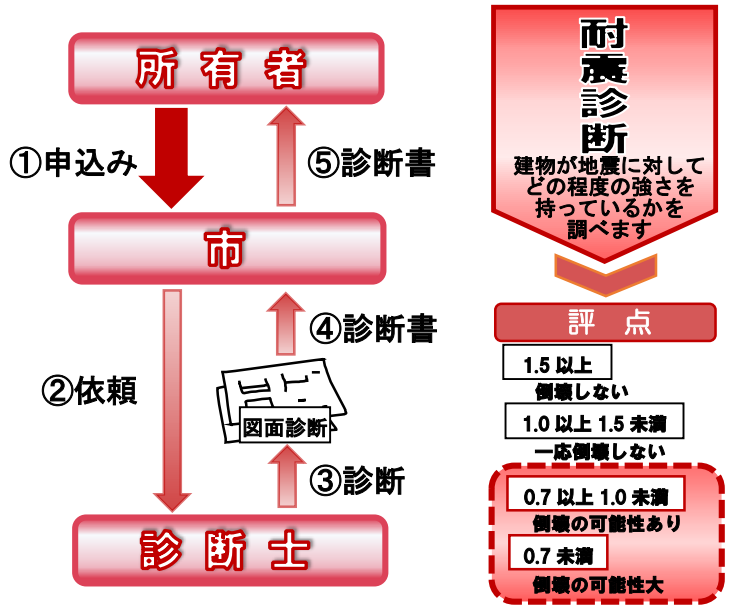 所有者
①申込み
⑤診断書
市
②依頼
④診断書
図面診断
③診断
診断士
耐震診断
建物が地震に対して
どの程度の強さを
持っているかを
調べます
評点
1.5以上
倒壊しない
1.0以上1.5未満
一応倒壊しない
0.7以上1.0未満
倒壊の可能性あり
0.7未満
倒壊の可能性大